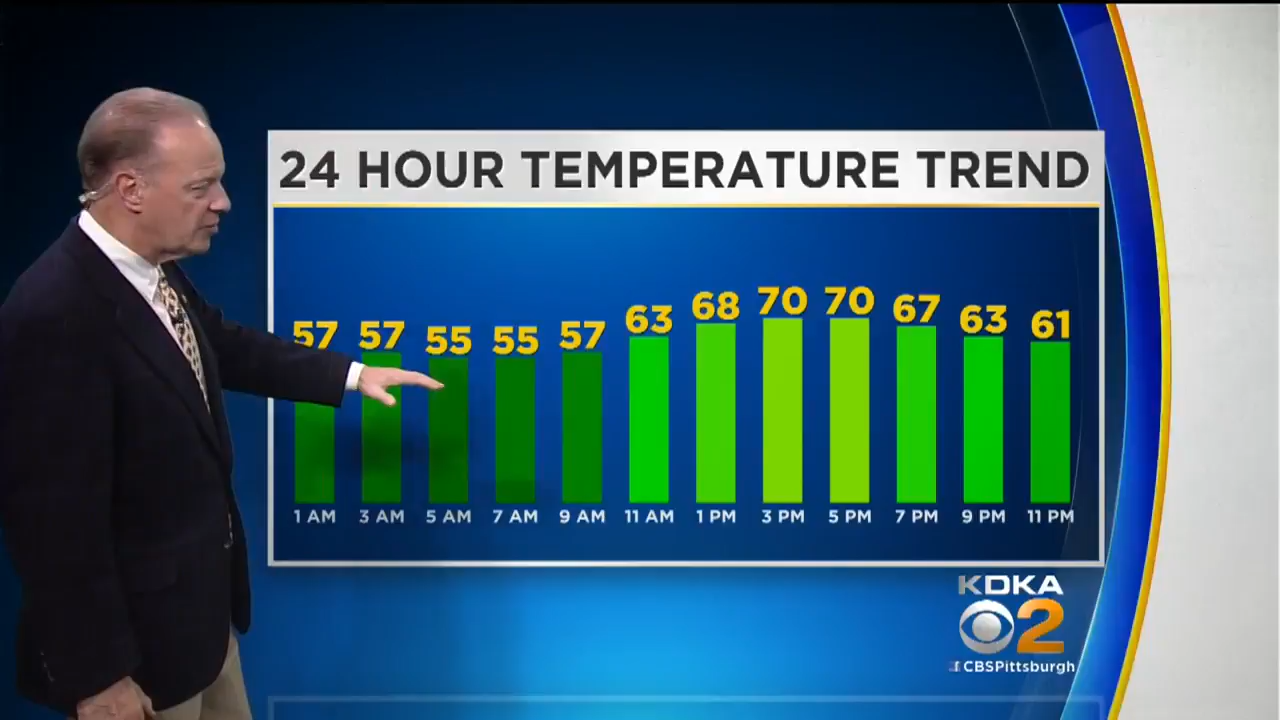 24 HOUR TEMPERATURE TREND
57 57 55 55 57 63 68 70 70 67 63 61
1 AM 3 AM 5 AM 7 AM 9 AM 11 AM 1 PM 3 PM 5 PM 7 PM 9 PM 11 PM
KDKA
2
CBSPittsburgh